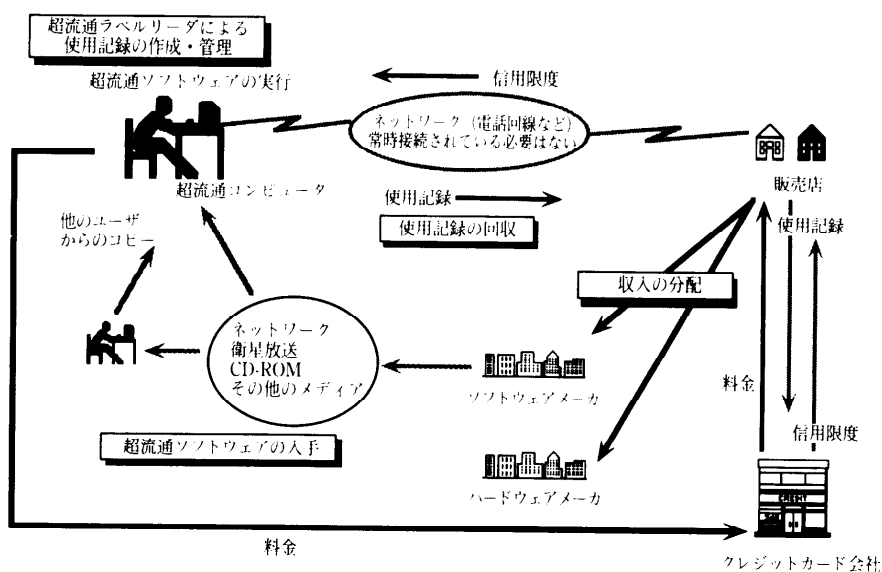 超流通ラベルリーダによる
使用記録の作成・管理
超流通ソフトウェアの実行
信用限度
ネットワーク（電話回線など）
常時接続されている必要はない
販売店
超流通コンピュータ
使用記録
使用記録の回収
他のユーザ
からのコピー
使用記録
収入の分配
ネットワーク
衛星放送
CD-ROM
その他のメディア
ソフトウェアメーカ
料金
超流通ソフトウェアの入手
信用限度
ハードウェアメーカ
CREDIT
料金
クレジットカード会社